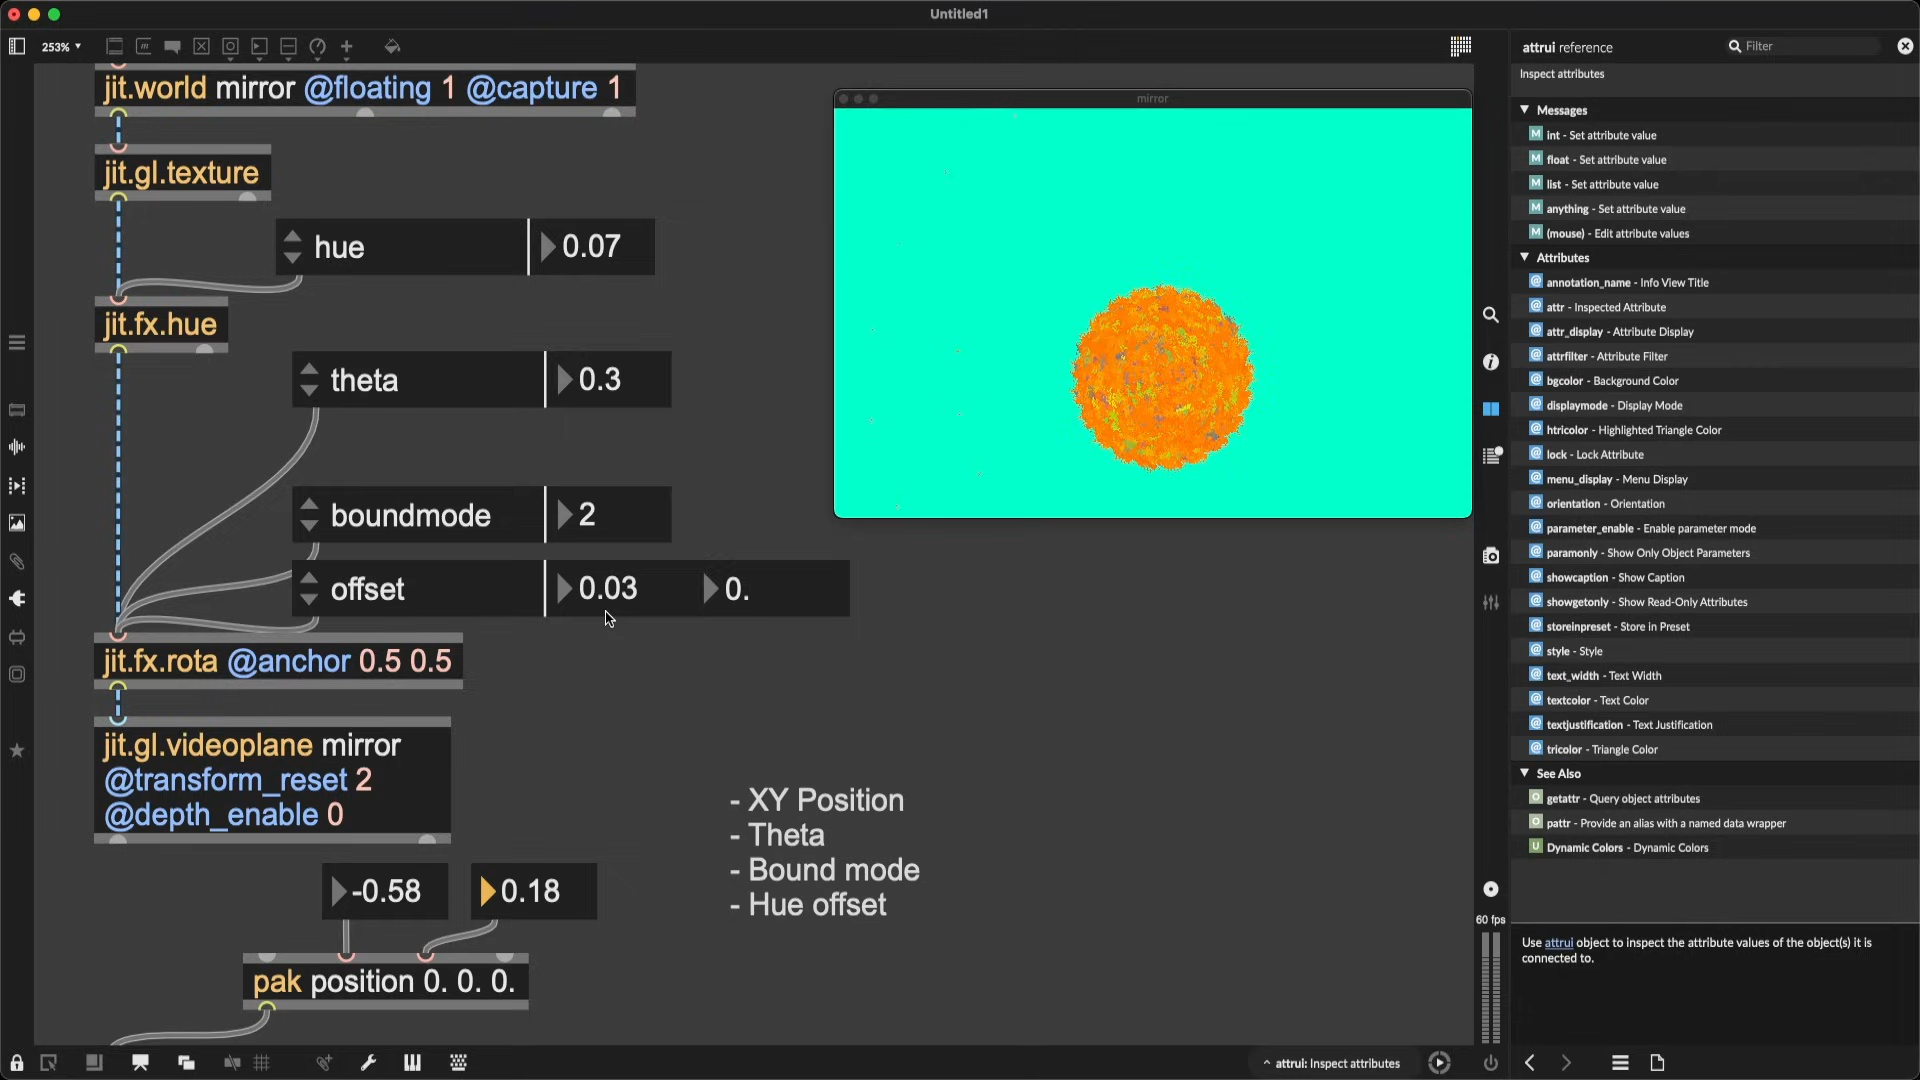 Untitled1
253%
jit.world mirror @floating 1 @capture 1
jit.gl.texture
hue 0.07
jit.fx.hue
theta 0.3
boundmode 2
offset 0.03 0.
jit.fx.rota @anchor 0.5 0.5
jit.gl.videoplane mirror
@transform_reset 2
@depth_enable 0
-0.58 0.18
pak position 0. 0. 0.
mirror
- XY Position
- Theta
- Bound mode
- Hue offset
60 fps
attrui: Inspect attributes
attrui reference
Filter
Inspect attributes
Messages
M int - Set attribute value
M float - Set attribute value
M list - Set attribute value
M anything - Set attribute value
M (mouse) - Edit attribute values
Attributes
@ annotation_name - Info View Title
@ attr - Inspected Attribute
@ attr_display - Attribute Display
@ attrfilter - Attribute Filter
@ bgcolor - Background Color
@ displaymode - Display Mode
@ htricolor - Highlighted Triangle Color
@ lock - Lock Attribute
@ menu_display - Menu Display
@ orientation - Orientation
@ parameter_enable - Enable parameter mode
@ paramonly - Show Only Object Parameters
@ showcaption - Show Caption
@ showgetonly - Show Read-Only Attributes
@ storeinpreset - Store in Preset
@ style - Style
@ text_width - Text Width
@ textcolor - Text Color
@ textjustification - Text Justification
@ tricolor - Triangle Color
See Also
O getattr - Query object attributes
O pattr - Provide an alias with a named data wrapper
U Dynamic Colors - Dynamic Colors
Use attrui object to inspect the attribute values of the object(s) it is
connected to.